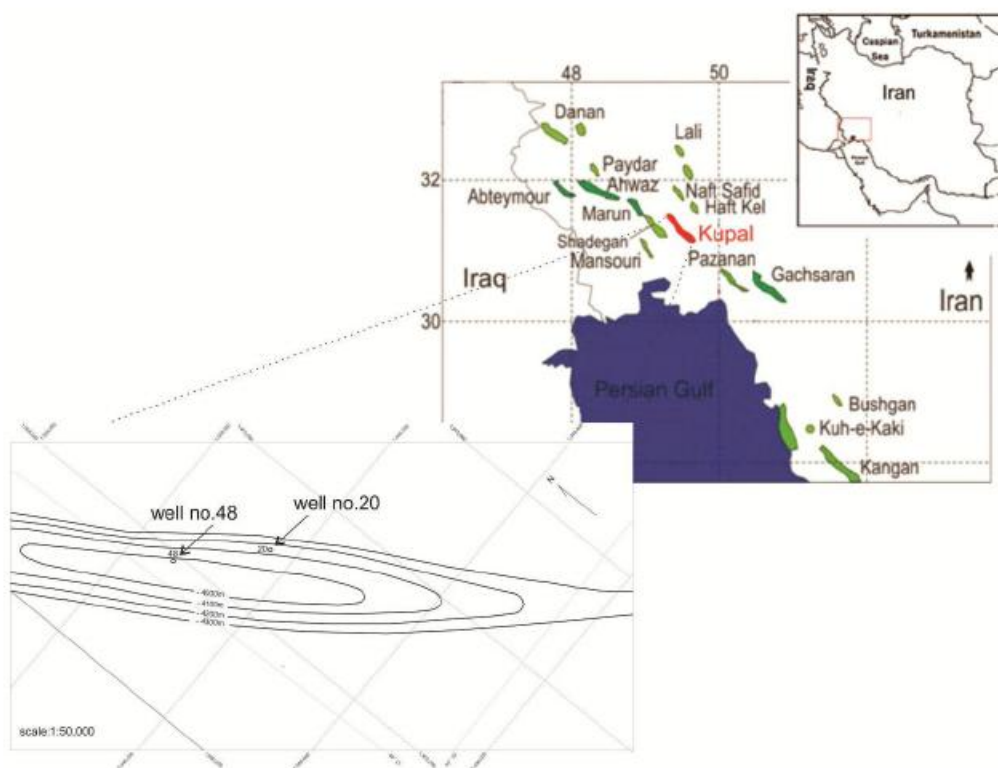 Caspian
Sea
Turkamenistan
Iraq
Iran
48
50
Danan
Lali
Paydar
32
Ahwaz
Naft Safid
Abteymour
Haft Kel
Marun
Kupal
Shadegan
Mansouri
Pazanan
Gachsaran
Iraq
Iran
30
Persian Gulf
Bushgan
Kuh-e-Kaki
Kangan
N
well no.20
well no.48
48
20
-4000m
-4100m
-4200m
-4300m
scale:1:50,000